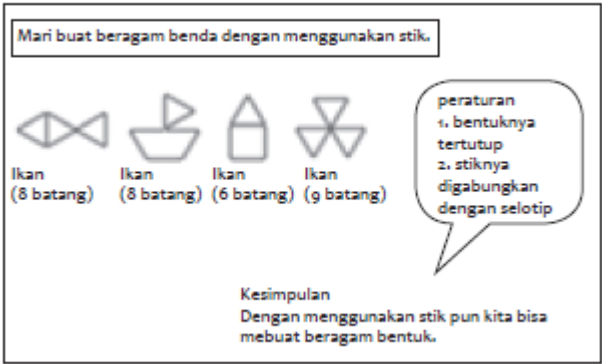 Mari buat beragam benda dengan menggunakan stik.
Ikan Ikan Ikan Ikan
(8 batang) (8 batang) (6 batang) (9 batang)
peraturan
1. bentuknya
tertutup
2. stiknya
digabungkan
dengan selotip
Kesimpulan
Dengan menggunakan stik pun kita bisa
mebuat beragam bentuk.